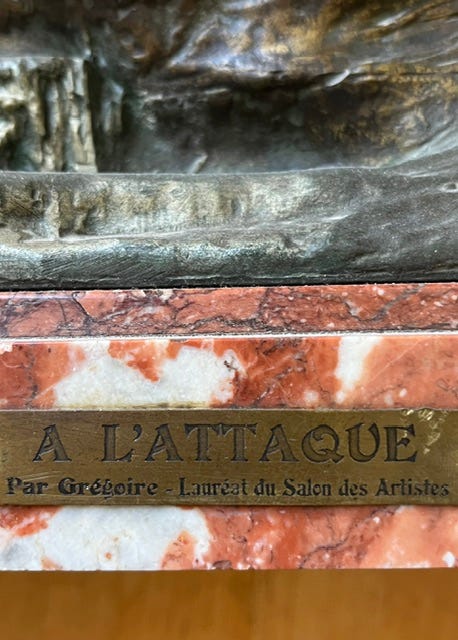 A L'ATTAQUE
Par Grégoire - Lauréat du Salon des Artistes